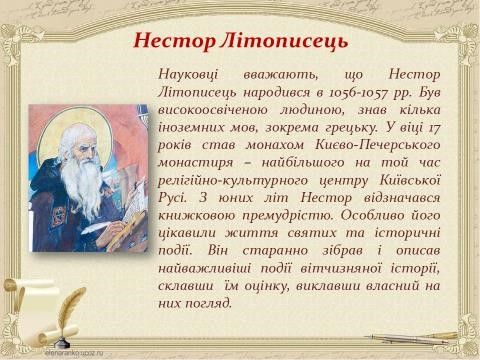 Нестор Літописець
Науковці вважають, що Нестор
Літописець народився в 1056-1057 рр. Був
високоосвіченою людиною, знав кілька
іноземних мов, зокрема грецьку. У віці 17
років став монахом Києво-Печерського
монастиря – найбільшого на той час
релігійно-культурного центру Київської
Русі. З юних літ Нестор відзначався
книжковою премудрістю. Особливо його
цікавили життя святих та історичні
події. Він старанно зібрав і описав
найважливіші події вітчизняної історії,
склавши їм оцінку, виклавши власний на
них погляд.
elenaranko.ucoz.ru